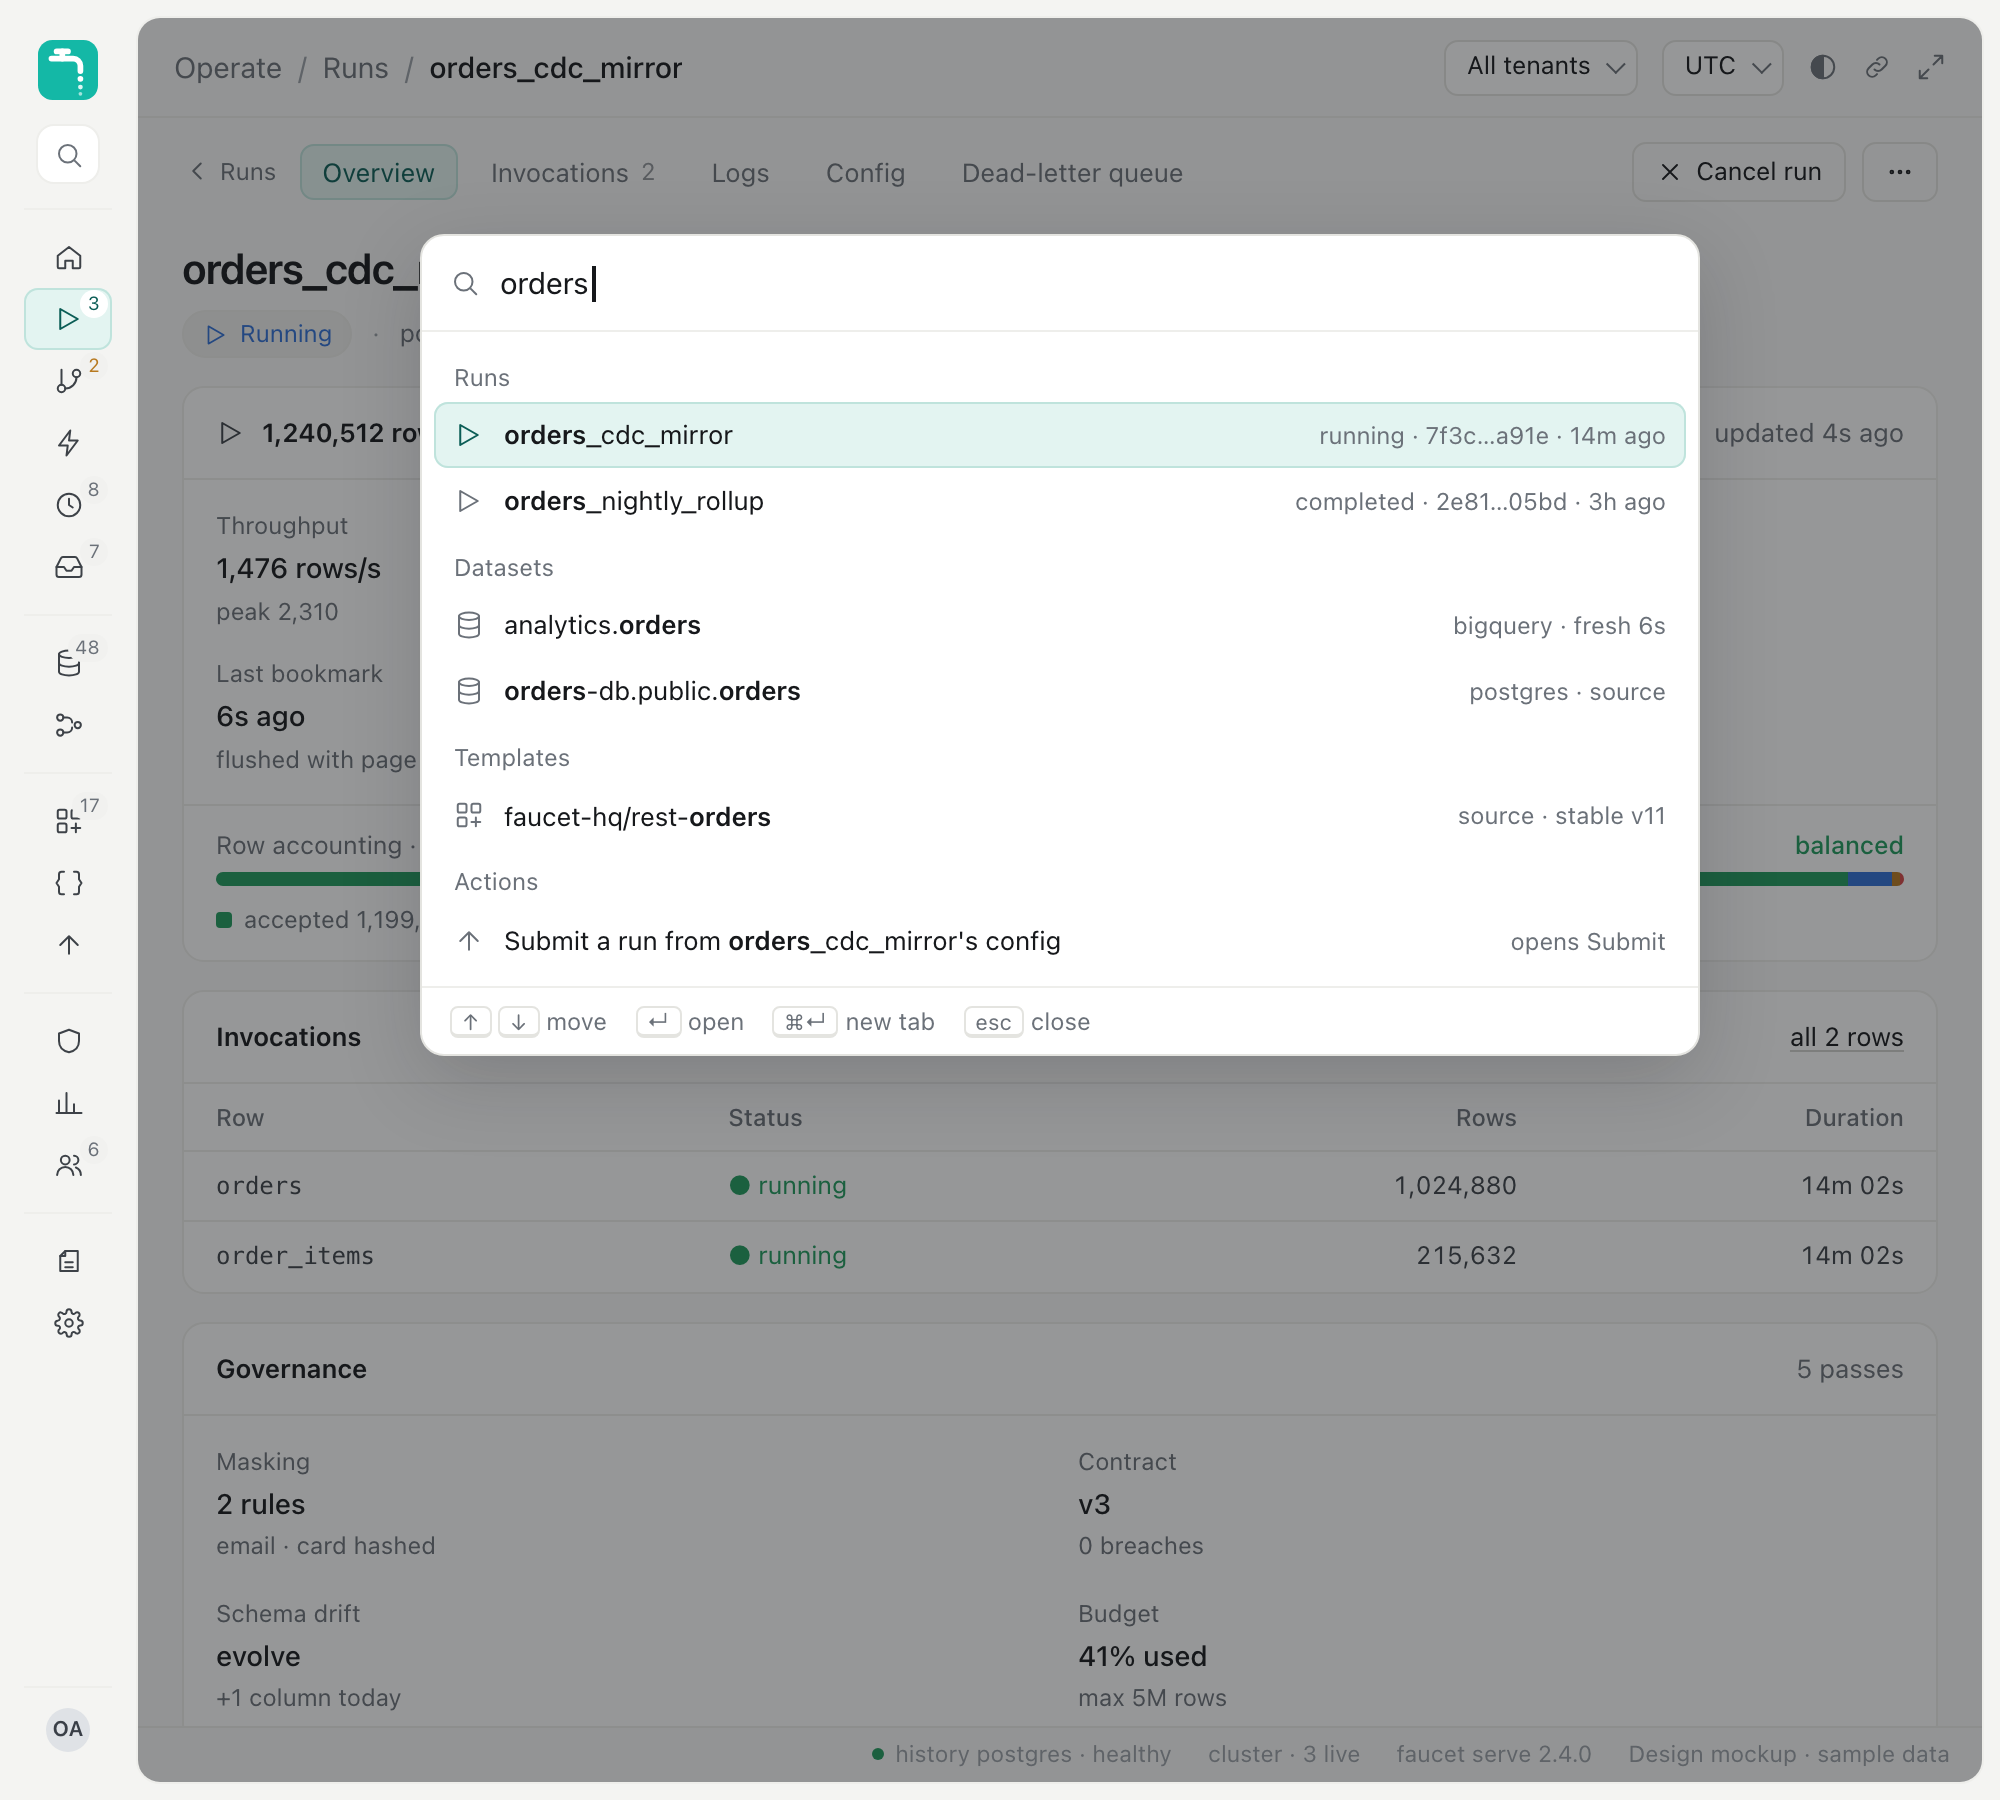 Operate / Runs / orders_cdc_mirror
All tenants
UTC
Runs
Overview
Invocations 2
Logs
Config
Dead-letter queue
Cancel run
3
2
8
7
48
17
6
OA
orders_cdc_
Running ·
1,240,512
updated 4s ago
Throughput
1,476 rows/s
peak 2,310
Last bookmark
6s ago
flushed with page
Row accounting ·
balanced
accepted 1,199,
orders
Runs
orders_cdc_mirror
running · 7f3c...a91e · 14m ago
orders_nightly_rollup
completed · 2e81...05bd · 3h ago
Datasets
analytics.orders
bigquery · fresh 6s
orders-db.public.orders
postgres · source
Templates
faucet-hq/rest-orders
source · stable v11
Actions
Submit a run from orders_cdc_mirror's config
opens Submit
↑ ↓ move
↵ open
⌘↵ new tab
esc close
Invocations
all 2 rows
Row Status Rows Duration
orders running 1,024,880 14m 02s
order_items running 215,632 14m 02s
Governance
5 passes
Masking
2 rules
email · card hashed
Contract
v3
0 breaches
Schema drift
evolve
+1 column today
Budget
41% used
max 5M rows
history postgres · healthy
cluster · 3 live
faucet serve 2.4.0
Design mockup · sample data